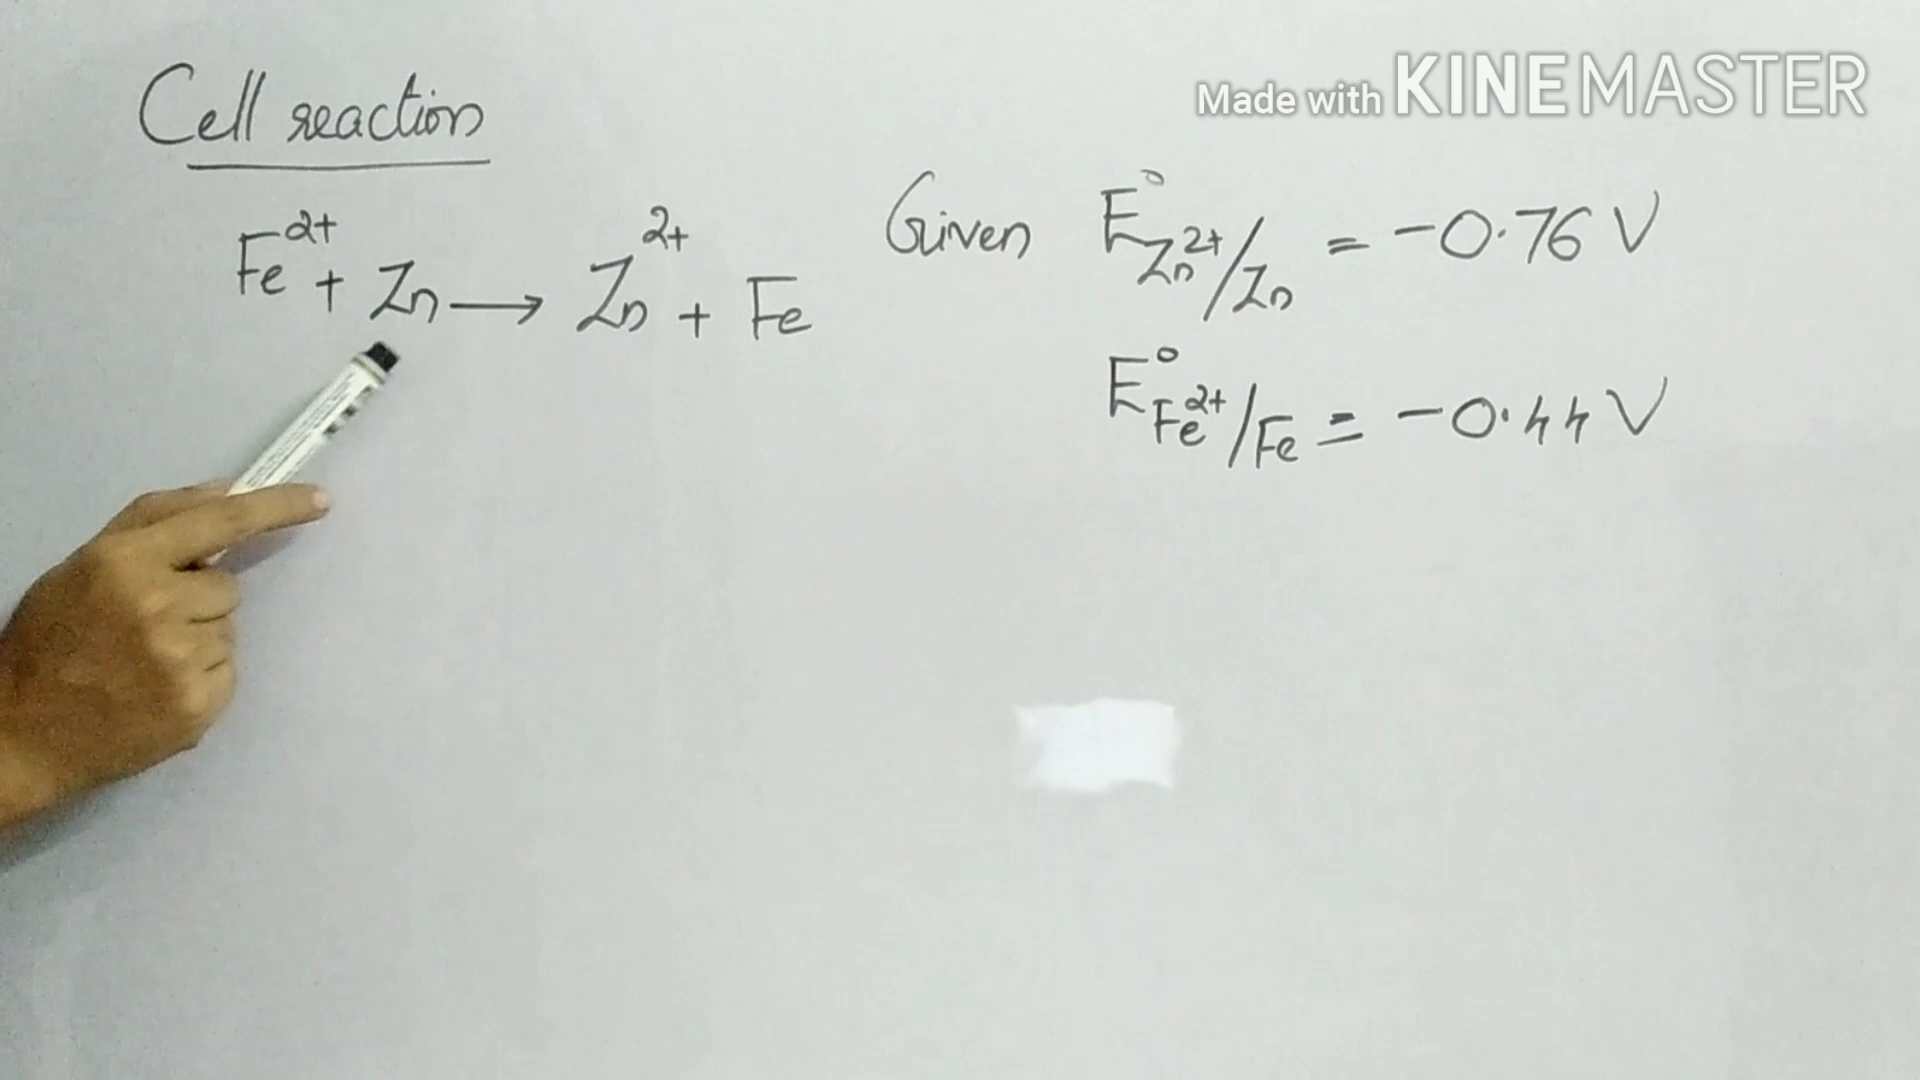 Made with KINEMASTER
Cell reaction
Fe²⁺ + Zn ⟶ Zn²⁺ + Fe
Given E°Zn²⁺/Zn = -0.76 V
E°Fe²⁺/Fe = -0.44 V